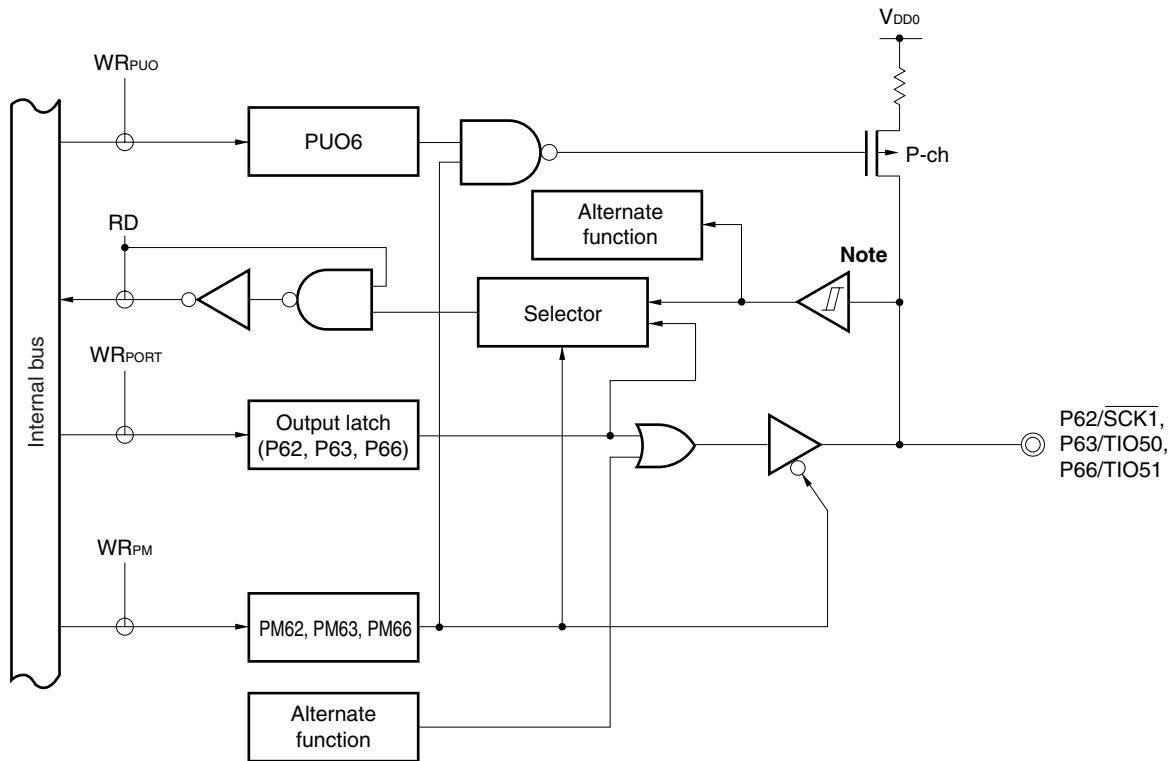 VDD0
WRPUO
PUO6
P-ch
Alternate
function
RD
Note
Selector
Internal bus
WRPORT
Output latch
(P62, P63, P66)
P62/S̅C̅K̅1̅,
P63/TIO50,
P66/TIO51
WRPM
PM62, PM63, PM66
Alternate
function